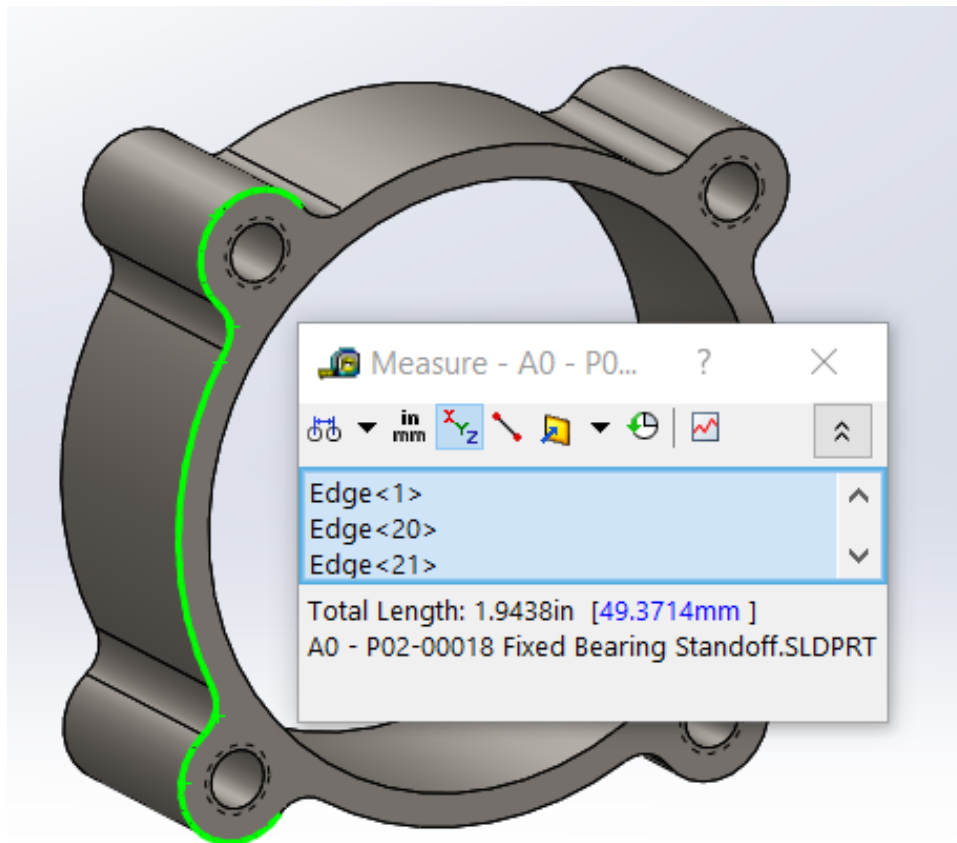 Measure - A0 - P0... ?
in
mm
X
Y
Z
Edge<1>
Edge<20>
Edge<21>
Total Length: 1.9438in [49.3714mm ]
A0 - P02-00018 Fixed Bearing Standoff.SLDPRT